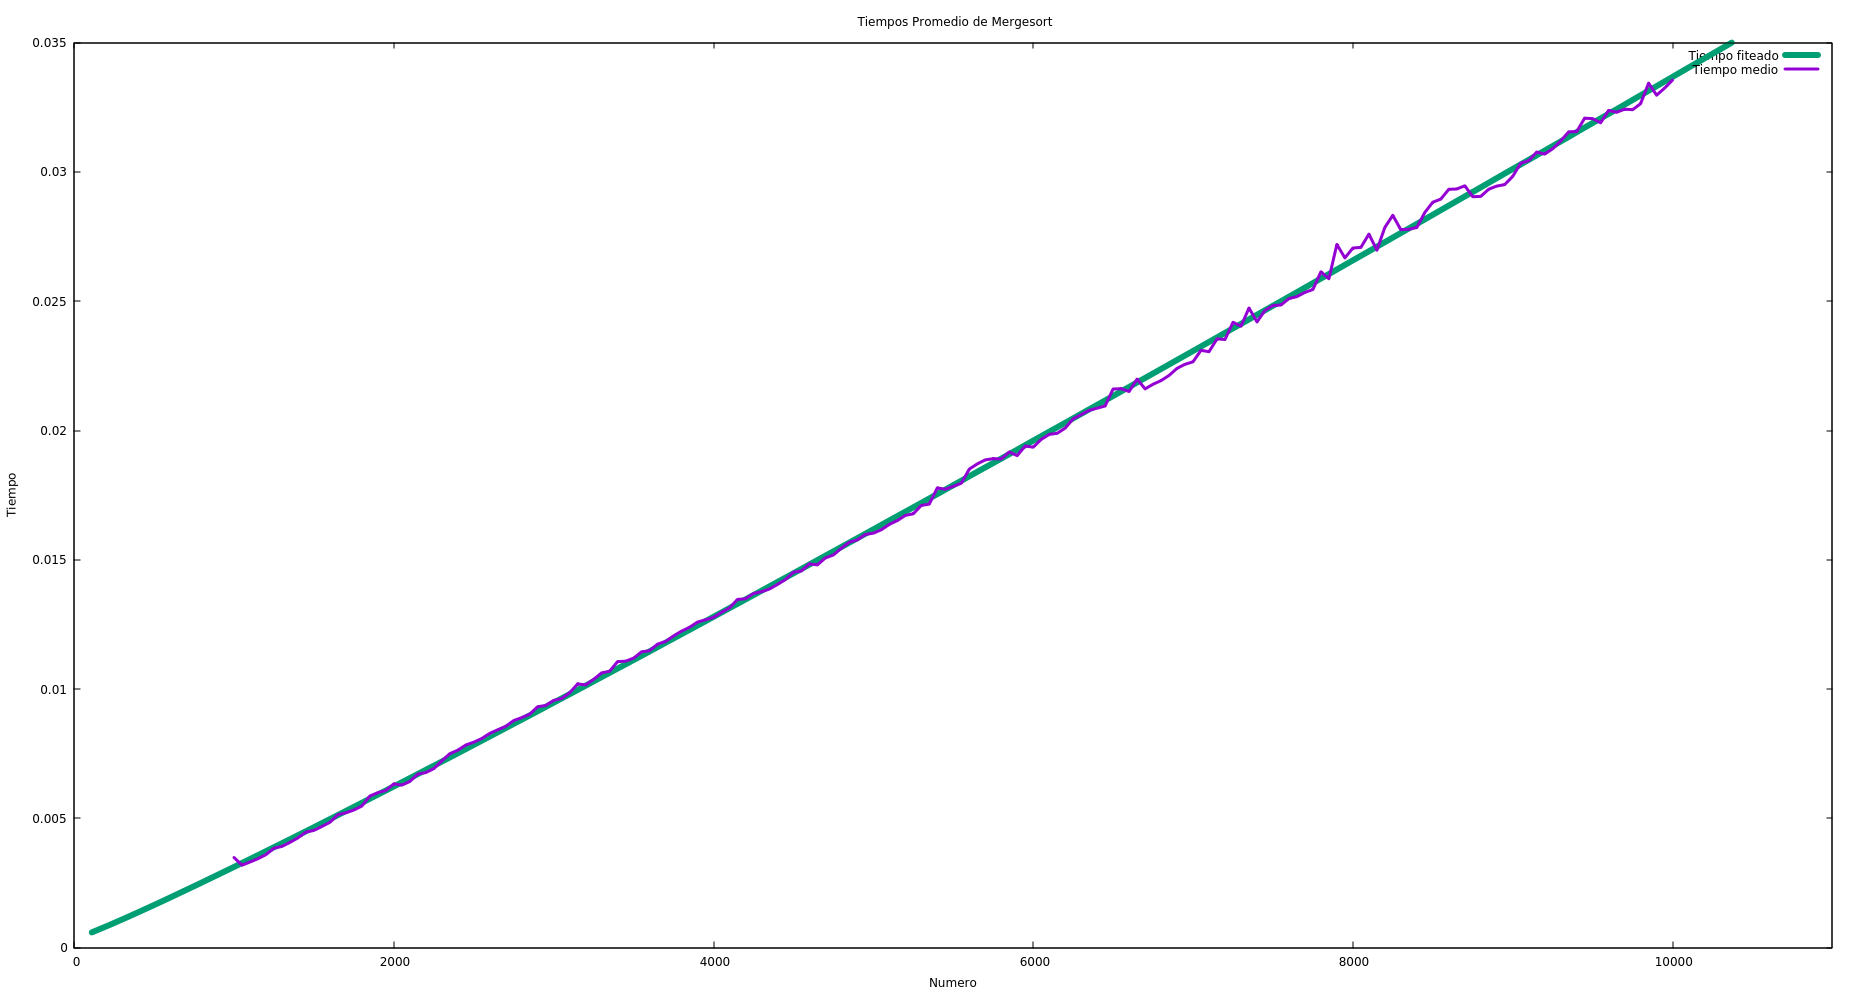 Tiempos Promedio de Mergesort
0.035
0.03
0.025
0.02
0.015
0.01
0.005
0
Tiempo
Tiempo fiteado
Tiempo medio
0 2000 4000 6000 8000 10000
Numero